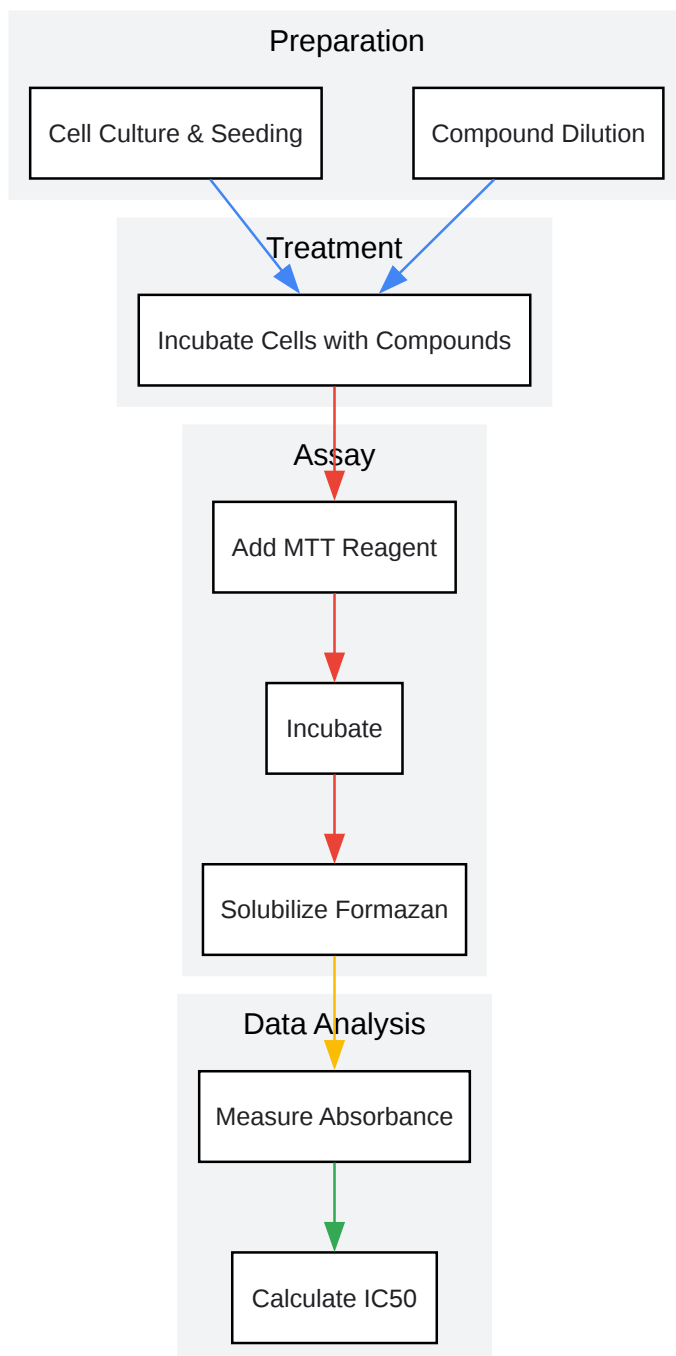 Preparation
Cell Culture & Seeding
Compound Dilution
Treatment
Incubate Cells with Compounds
Assay
Add MTT Reagent
Incubate
Solubilize Formazan
Data Analysis
Measure Absorbance
Calculate IC50